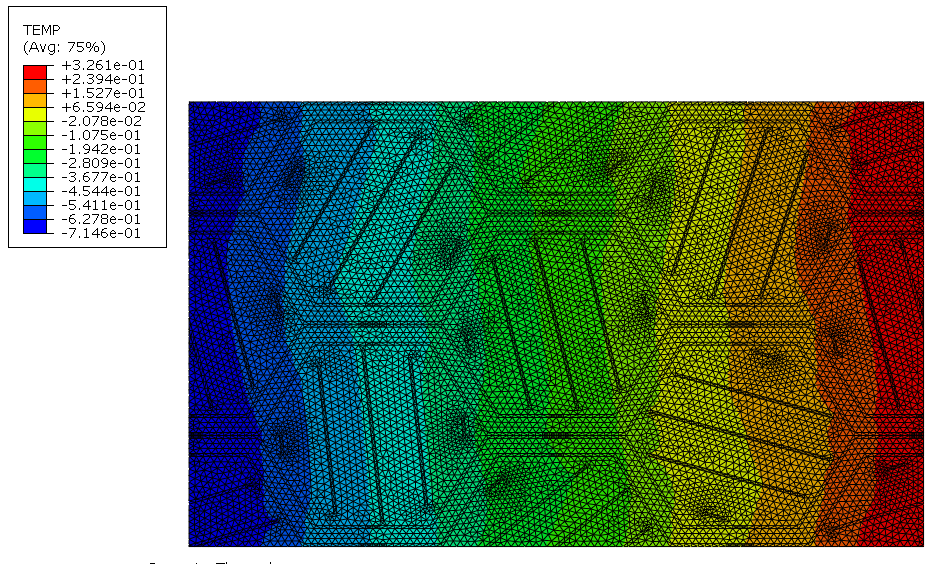 TEMP
(Avg: 75%)
+3.261e-01
+2.394e-01
+1.527e-01
+6.594e-02
-2.078e-02
-1.075e-01
-1.942e-01
-2.809e-01
-3.677e-01
-4.544e-01
-5.411e-01
-6.278e-01
-7.146e-01